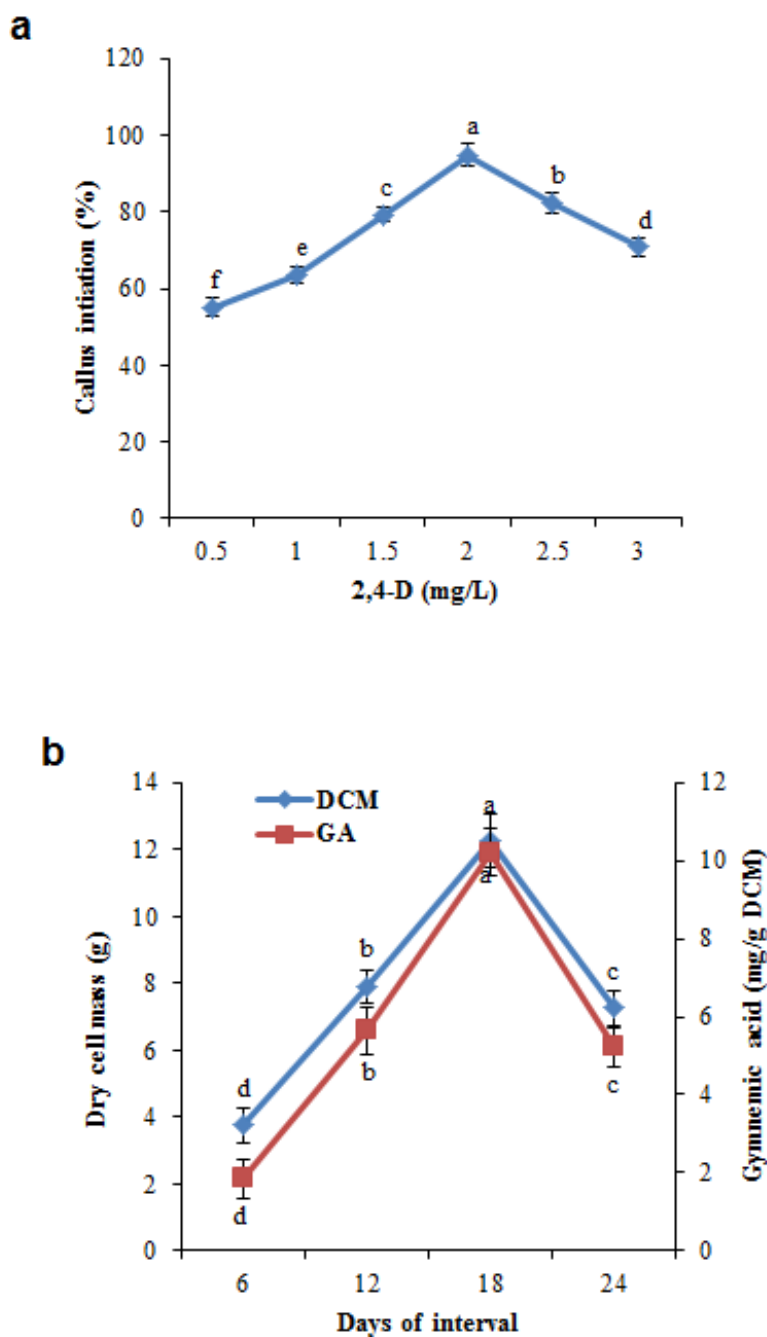 a
120
100
80
60
40
20
0
Callus intiation (%)
f
e
c
a
b
d
0.5 1 1.5 2 2.5 3
2,4-D (mg/L)
b
DCM
GA
14
12
10
8
6
4
2
0
Dry cell mass (g)
d
b
a
c
d
b
a
c
12
10
8
6
4
2
0
Gymnemic acid (mg/g DCM)
6 12 18 24
Days of interval